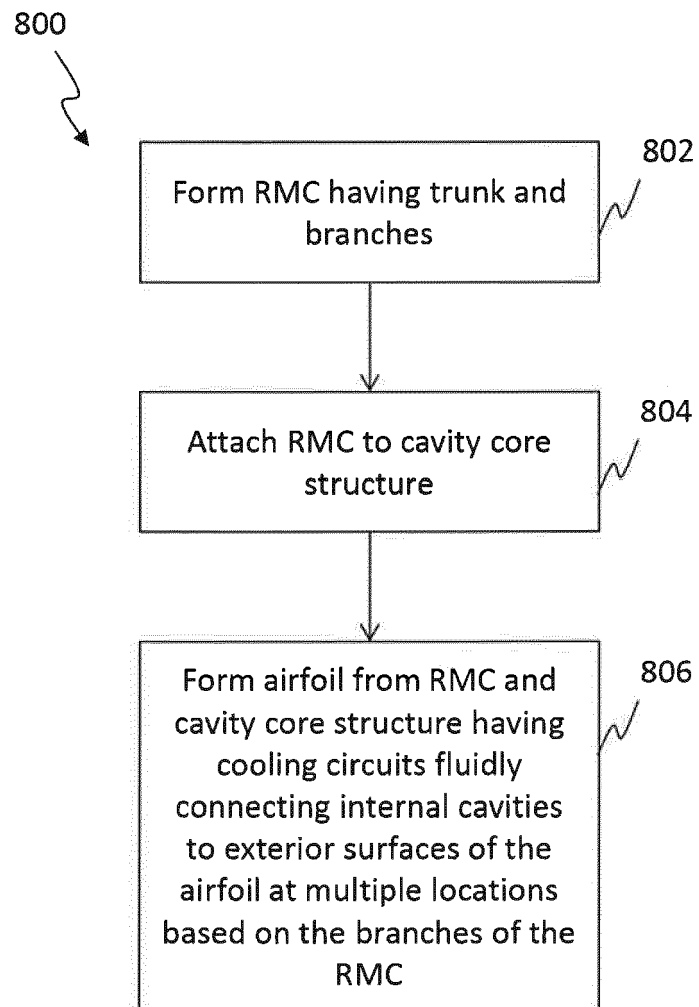 800
802
Form RMC having trunk and
branches
804
Attach RMC to cavity core
structure
806
Form airfoil from RMC and
cavity core structure having
cooling circuits fluidly
connecting internal cavities
to exterior surfaces of the
airfoil at multiple locations
based on the branches of the
RMC